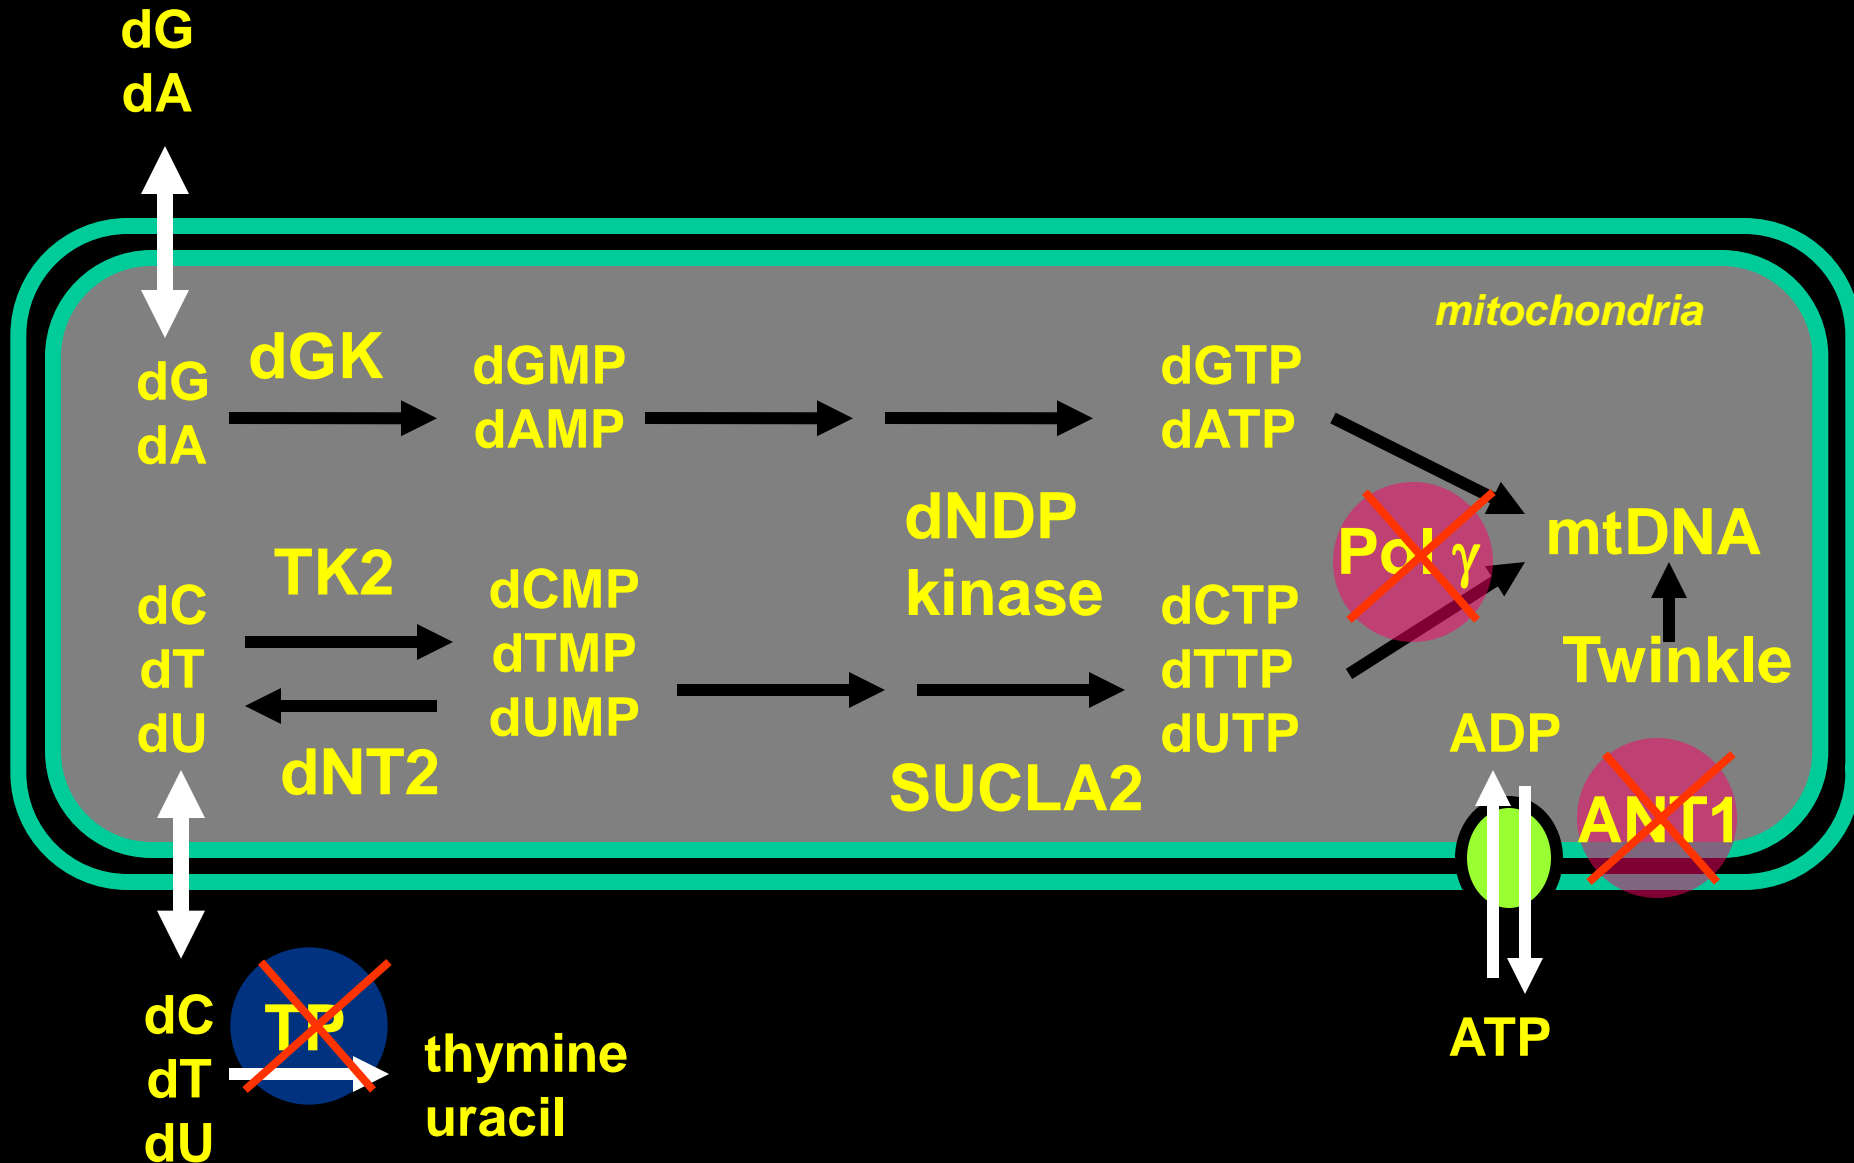 dG
dA
mitochondria
dGK
dG
dA
dGMP
dAMP
dGTP
dATP
dNDP
kinase
Pol γ
mtDNA
TK2
dC
dT
dU
dCMP
dTMP
dUMP
dCTP
dTTP
dUTP
Twinkle
dNT2
SUCLA2
ADP
ANT1
dC
dT
dU
TP
thymine
uracil
ATP